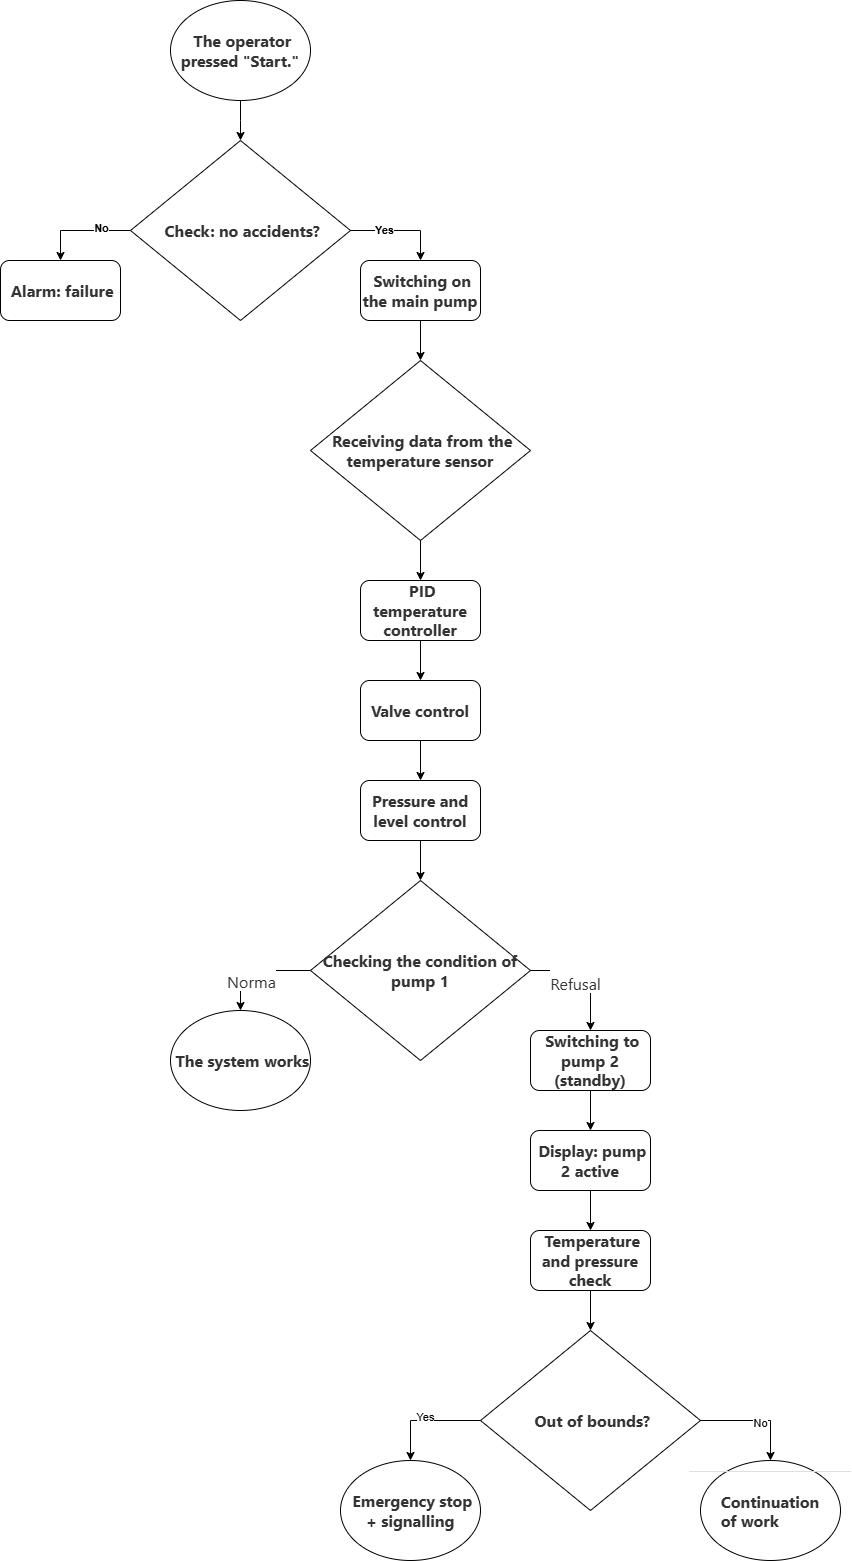 The operator
pressed "Start."
Check: no accidents?
No
Yes
Alarm: failure
Switching on
the main pump
Receiving data from the
temperature sensor
PID
temperature
controller
Valve control
Pressure and
level control
Checking the condition of
pump 1
Norma
Refusal
The system works
Switching to
pump 2
(standby)
Display: pump
2 active
Temperature
and pressure
check
Out of bounds?
Yes
No
Emergency stop
+ signalling
Continuation
of work